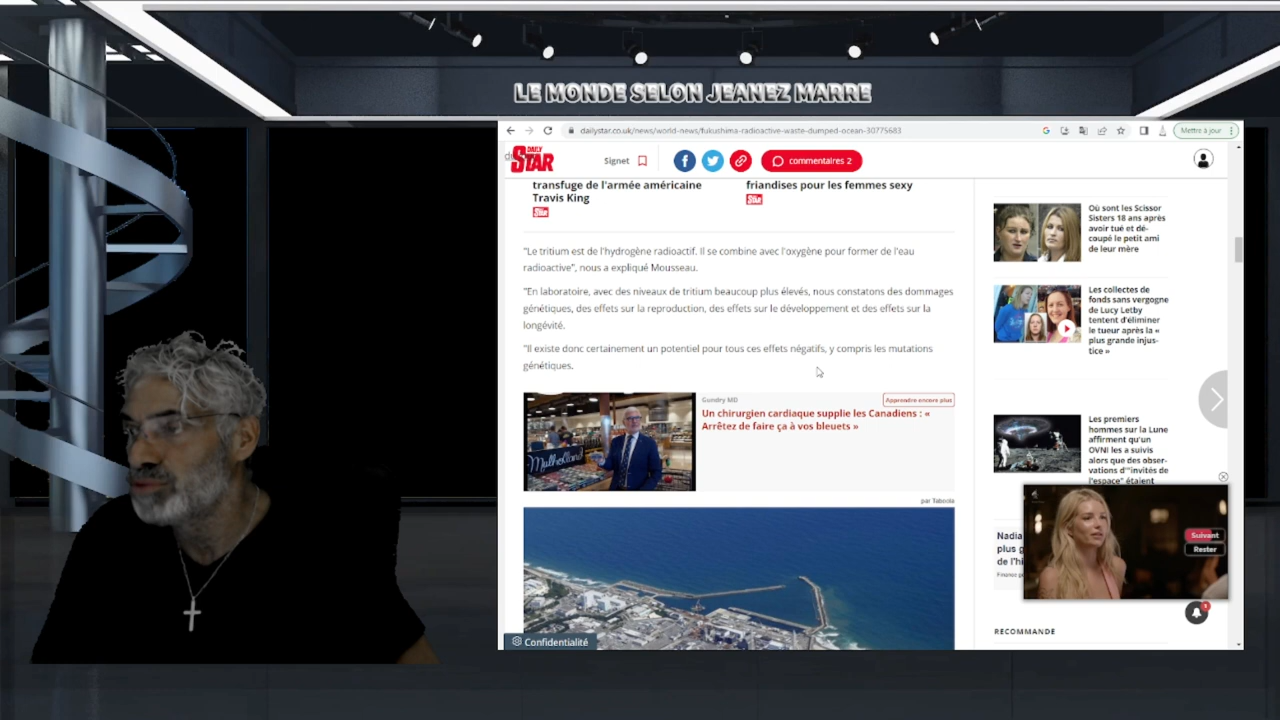 LE MONDE SELON JEANEZ MARRE
dailystar.co.uk/news/world-news/fukushima-radioactive-waste-dumped-ocean-30775683
Mettre à jour
DAILY
STAR
Signet
commentaires 2
transfuge de l'armée américaine
Travis King
Star
friandises pour les femmes sexy
Star
"Le tritium est de l'hydrogène radioactif. Il se combine avec l'oxygène pour former de l'eau
radioactive", nous a expliqué Mousseau.
"En laboratoire, avec des niveaux de tritium beaucoup plus élevés, nous constatons des dommages
génétiques, des effets sur la reproduction, des effets sur le développement et des effets sur la
longévité.
"Il existe donc certainement un potentiel pour tous ces effets négatifs, y compris les mutations
génétiques.
Mulholland
Gundry MD
Apprendre encore plus
Un chirurgien cardiaque supplie les Canadiens : «
Arrêtez de faire ça à vos bleuets »
par Taboola
Confidentialité
Où sont les Scissor
Sisters 18 ans après
avoir tué et dé-
coupé le petit ami
de leur mère
Les collectes de
fonds sans vergogne
de Lucy Letby
tentent d'éliminer
le tueur après la «
plus grande injus-
tice »
Les premiers
hommes sur la Lune
affirment qu'un
OVNI les a suivis
alors que des obser-
vations d'"invités de
l'espace" étaient
Nadia
plus g
de l'hi
Suivant
Rester
1
RECOMMANDÉ